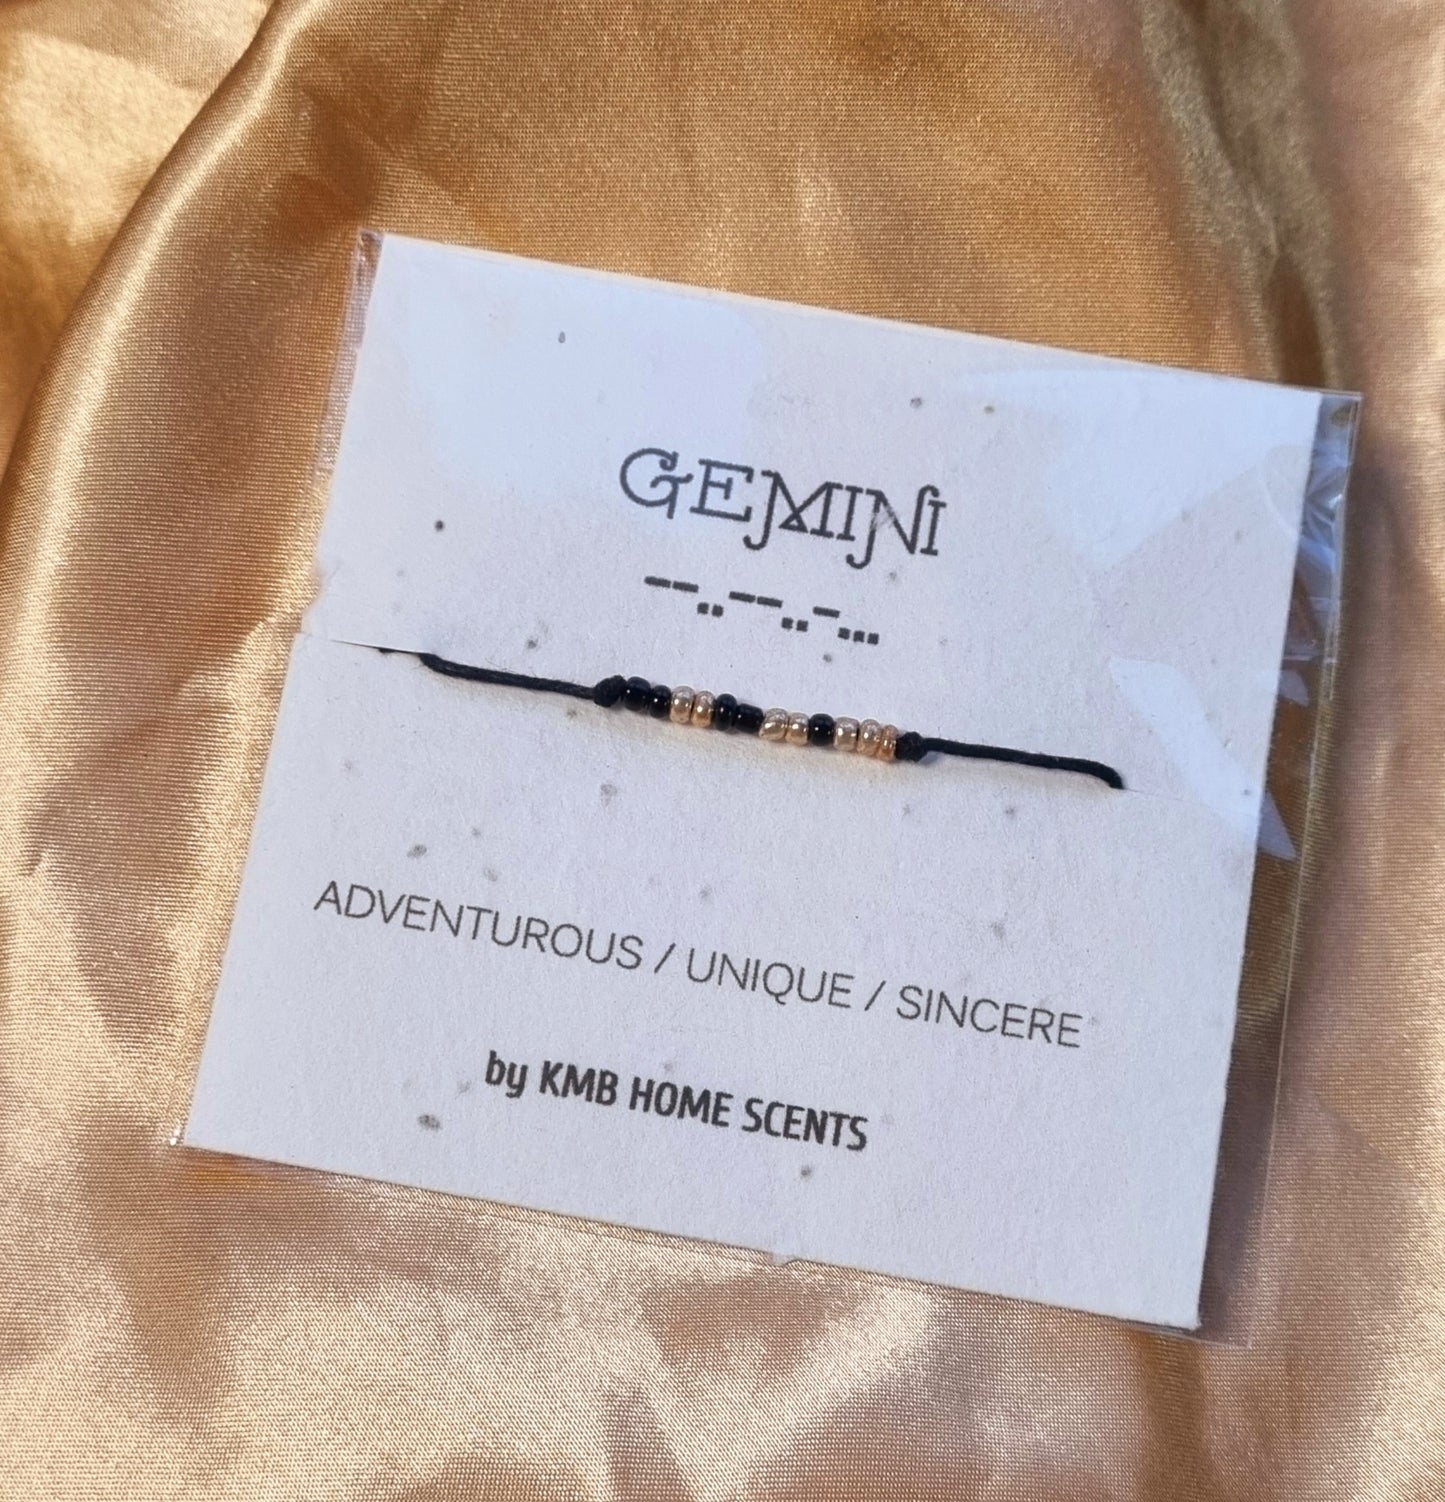 GEMINI
--..--..-...
ADVENTUROUS / UNIQUE / SINCERE
by KMB HOME SCENTS